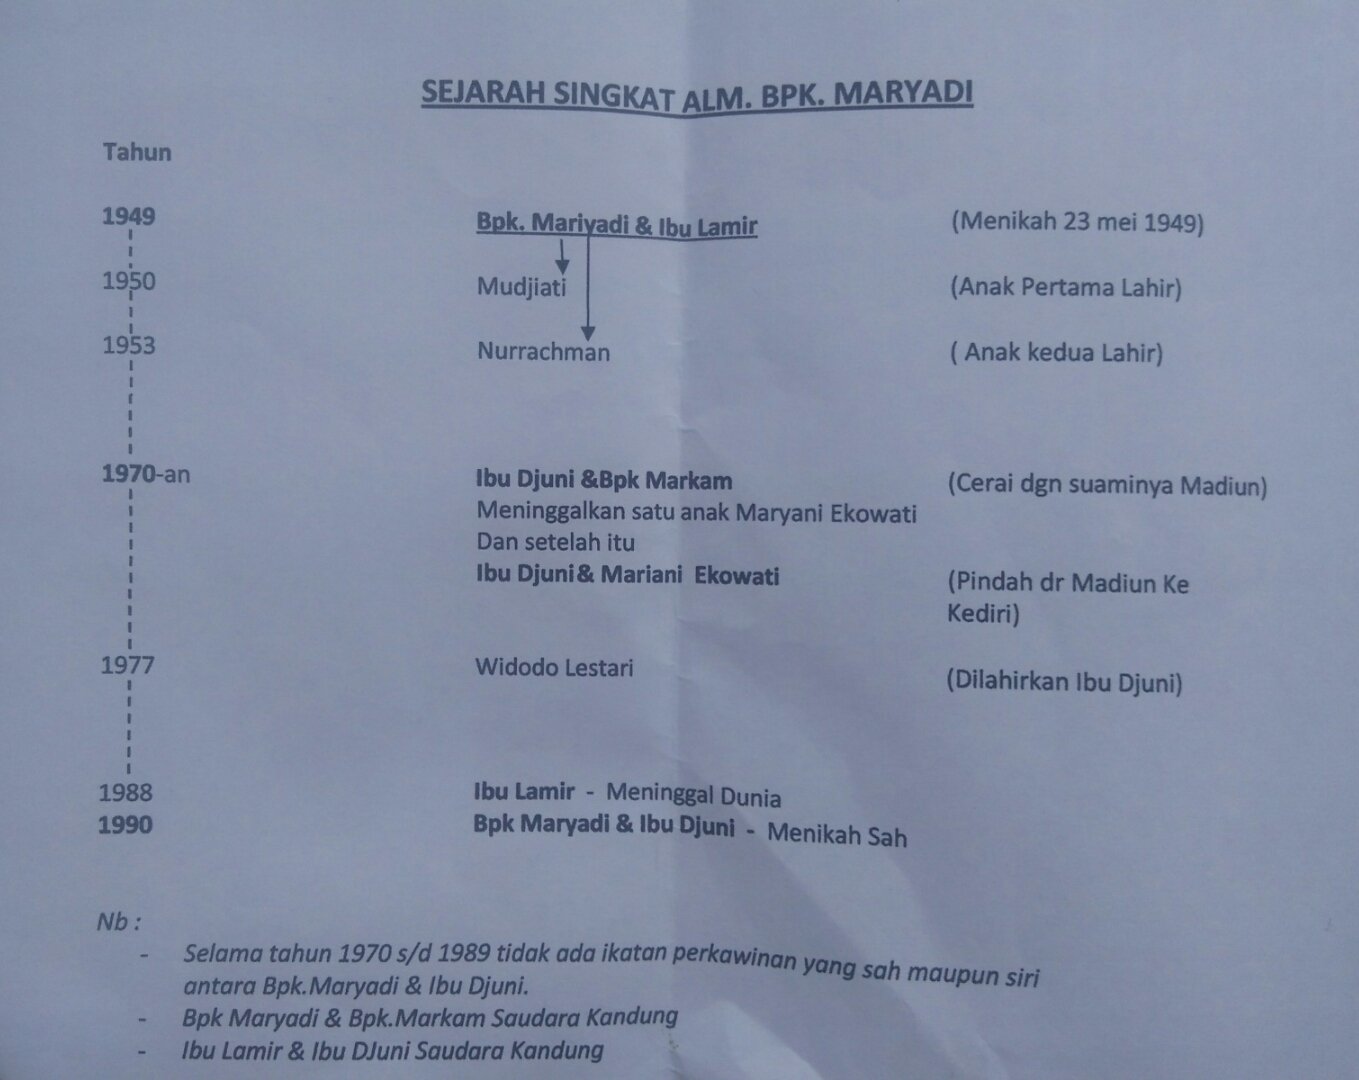 SEJARAH SINGKAT ALM. BPK. MARYADI
Tahun
1949 Bpk. Mariyadi & Ibu Lamir (Menikah 23 mei 1949)
1950 Mudjiati (Anak Pertama Lahir)
1953 Nurrachman ( Anak kedua Lahir)
1970-an Ibu Djuni &Bpk Markam (Cerai dgn suaminya Madiun)
Meninggalkan satu anak Maryani Ekowati
Dan setelah itu
Ibu Djuni& Mariani Ekowati (Pindah dr Madiun Ke
Kediri)
1977 Widodo Lestari (Dilahirkan Ibu Djuni)
1988 Ibu Lamir - Meninggal Dunia
1990 Bpk Maryadi & Ibu Djuni - Menikah Sah
Nb :
- Selama tahun 1970 s/d 1989 tidak ada ikatan perkawinan yang sah maupun siri
antara Bpk.Maryadi & Ibu Djuni.
- Bpk Maryadi & Bpk.Markam Saudara Kandung
- Ibu Lamir & Ibu DJuni Saudara Kandung